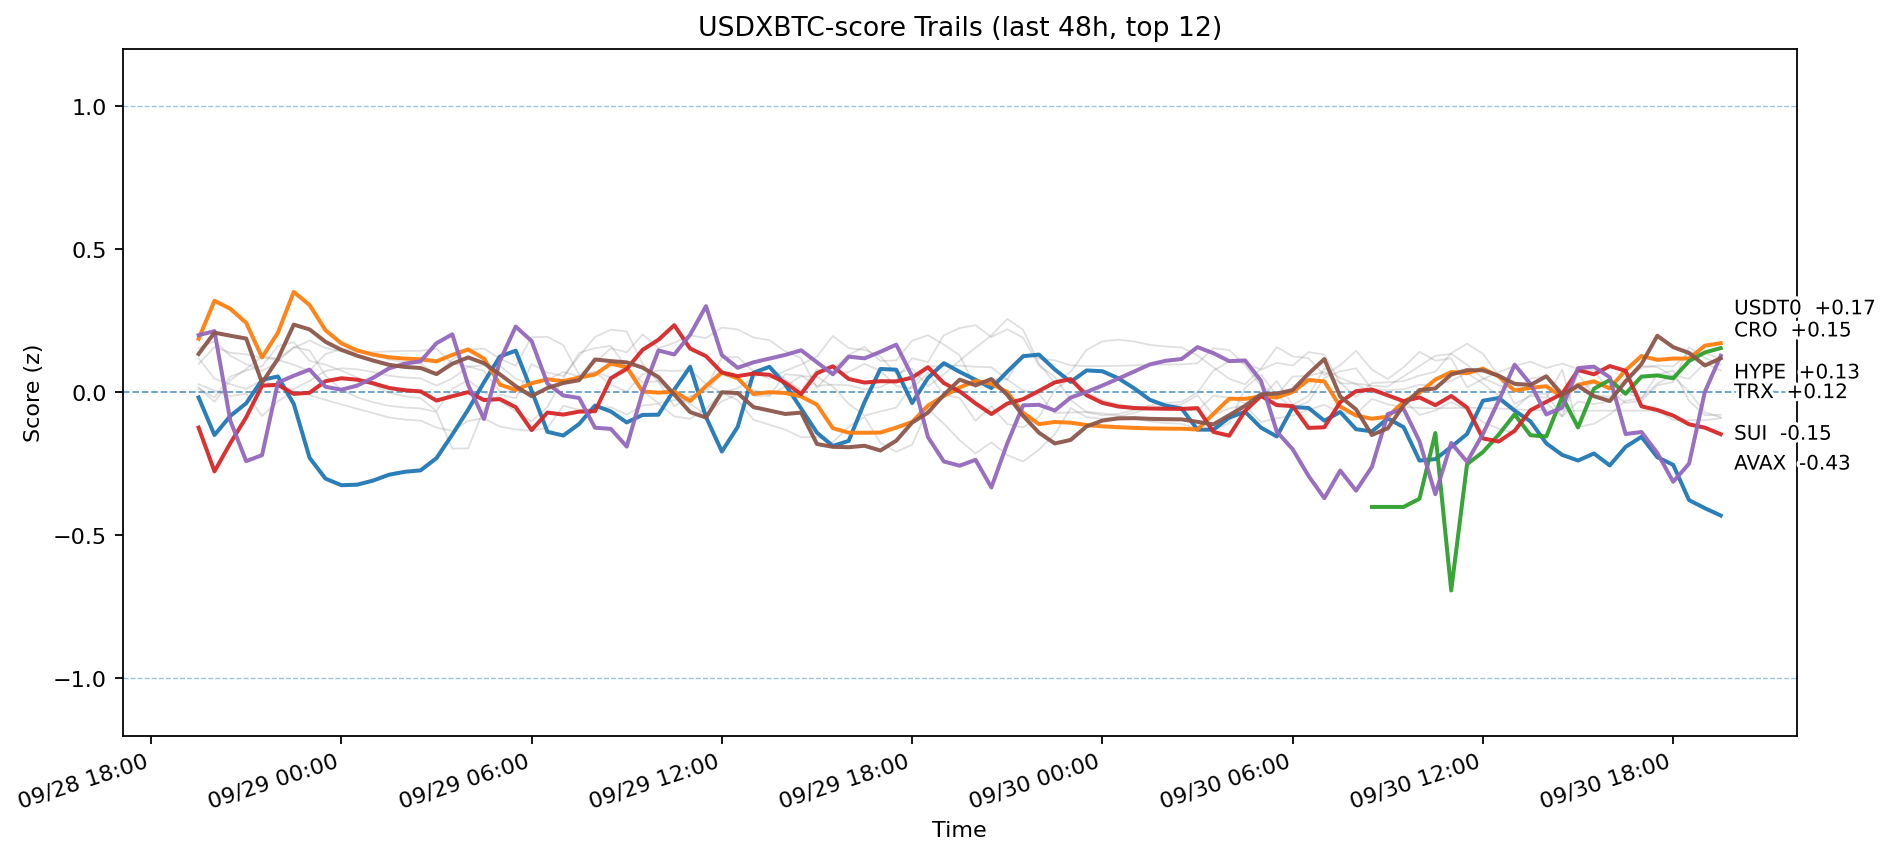 USDXBTC-score Trails (last 48h, top 12)
1.0
0.5
0.0
−0.5
−1.0
Score (z)
USDT0 +0.17
CRO +0.15
HYPE +0.13
TRX +0.12
SUI -0.15
AVAX -0.43
09/28 18:00
09/29 00:00
09/29 06:00
09/29 12:00
09/29 18:00
09/30 00:00
09/30 06:00
09/30 12:00
09/30 18:00
Time